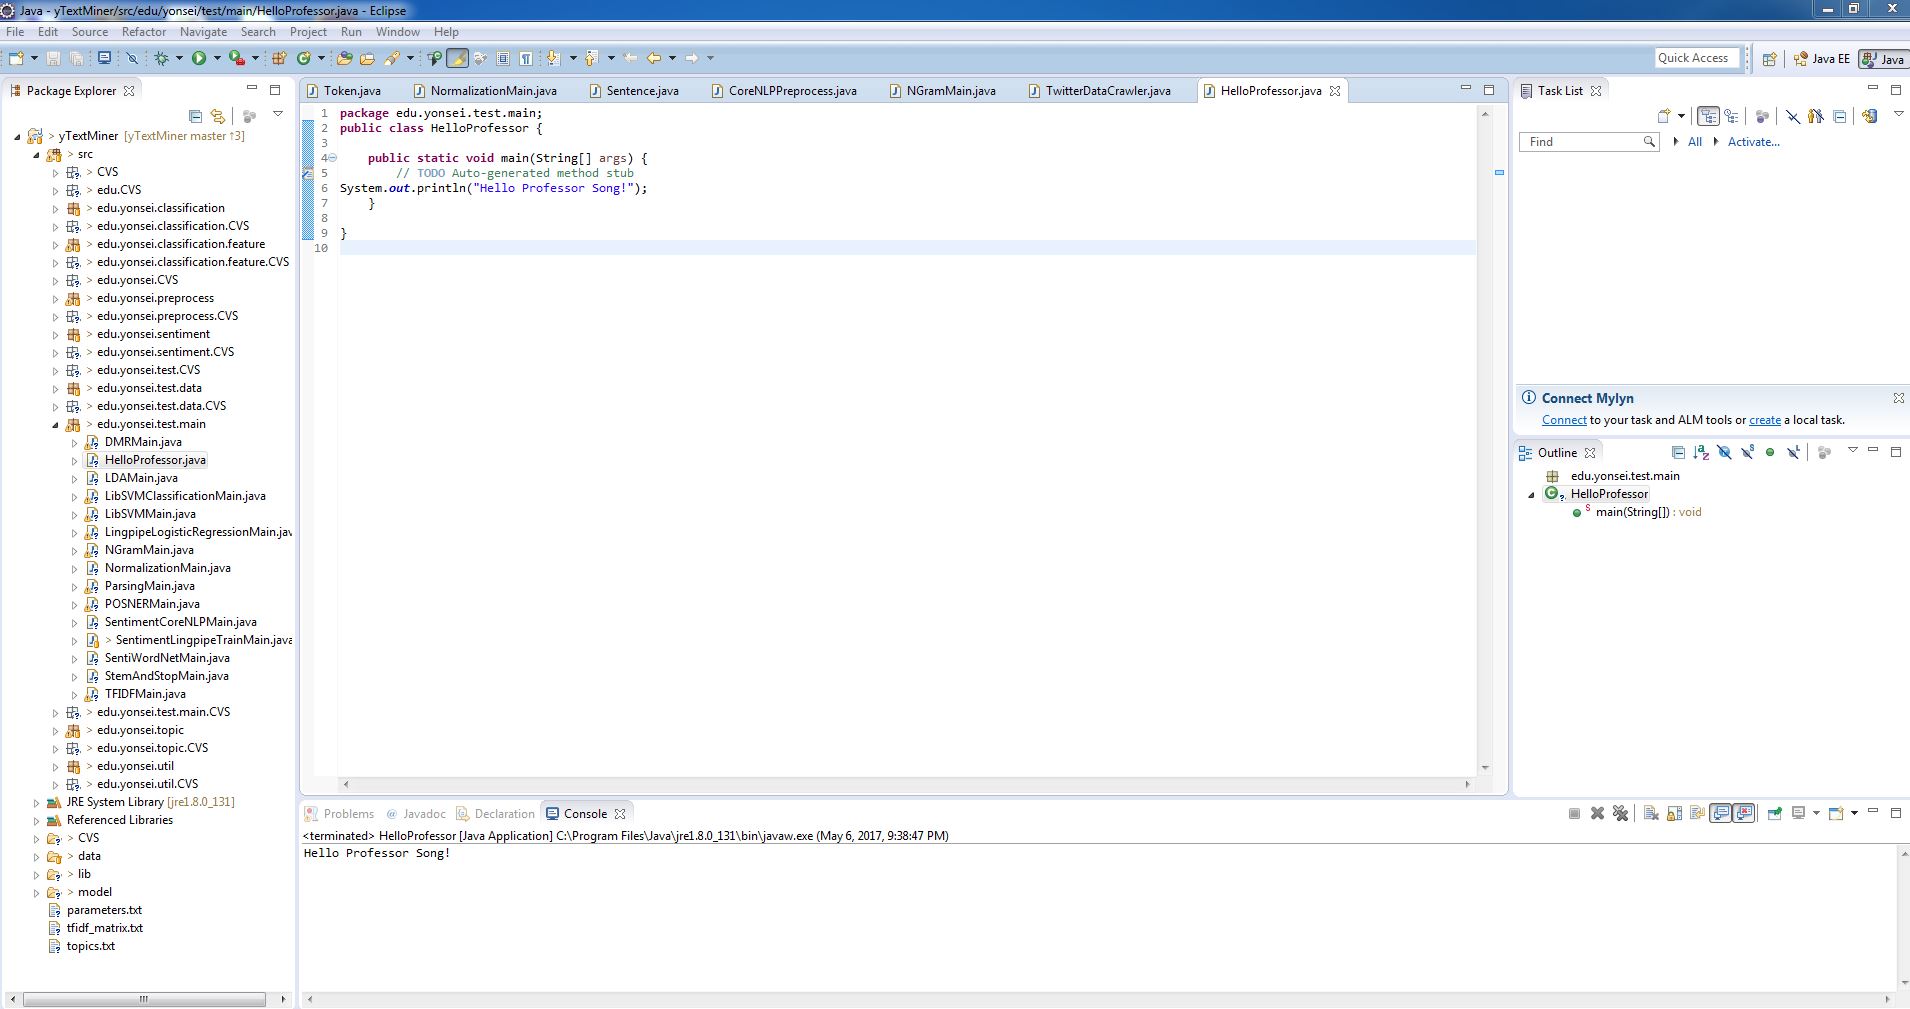 Java - yTextMiner/src/edu/yonsei/test/main/HelloProfessor.java - Eclipse
File Edit Source Refactor Navigate Search Project Run Window Help
Quick Access
Java EE
Java
Package Explorer
> yTextMiner [yTextMiner master ↑3]
> src
> CVS
> edu.CVS
> edu.yonsei.classification
> edu.yonsei.classification.CVS
> edu.yonsei.classification.feature
> edu.yonsei.classification.feature.CVS
> edu.yonsei.CVS
> edu.yonsei.preprocess
> edu.yonsei.preprocess.CVS
> edu.yonsei.sentiment
> edu.yonsei.sentiment.CVS
> edu.yonsei.test.CVS
> edu.yonsei.test.data
> edu.yonsei.test.data.CVS
> edu.yonsei.test.main
DMRMain.java
HelloProfessor.java
LDAMain.java
LibSVMClassificationMain.java
LibSVMMain.java
LingpipeLogisticRegressionMain.jav
NGramMain.java
NormalizationMain.java
ParsingMain.java
POSNERMain.java
SentimentCoreNLPMain.java
> SentimentLingpipeTrainMain.java
SentiWordNetMain.java
StemAndStopMain.java
TFIDFMain.java
> edu.yonsei.test.main.CVS
> edu.yonsei.topic
> edu.yonsei.topic.CVS
> edu.yonsei.util
> edu.yonsei.util.CVS
JRE System Library [jre1.8.0_131]
Referenced Libraries
> CVS
> data
> lib
> model
parameters.txt
tfidf_matrix.txt
topics.txt
Token.java NormalizationMain.java Sentence.java CoreNLPPreprocess.java NGramMain.java TwitterDataCrawler.java HelloProfessor.java
1 package edu.yonsei.test.main;
2 public class HelloProfessor {
3
4 public static void main(String[] args) {
5 // TODO Auto-generated method stub
6 System.out.println("Hello Professor Song!");
7 }
8
9 }
10
Problems @ Javadoc Declaration Console
<terminated> HelloProfessor [Java Application] C:\Program Files\Java\jre1.8.0_131\bin\javaw.exe (May 6, 2017, 9:38:47 PM)
Hello Professor Song!
Task List
Find All Activate...
Connect Mylyn
Connect to your task and ALM tools or create a local task.
Outline
edu.yonsei.test.main
HelloProfessor
main(String[]) : void